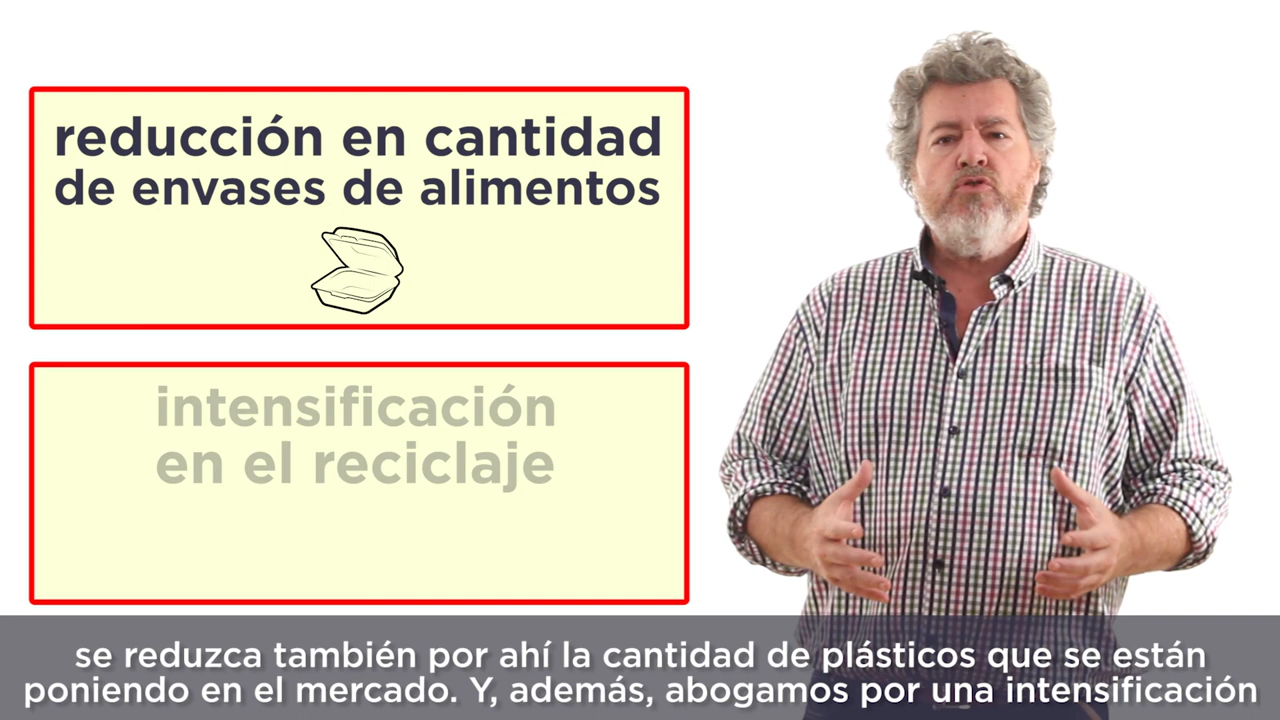 reducción en cantidad
de envases de alimentos
intensificación
en el reciclaje
se reduzca también por ahí la cantidad de plásticos que se están
poniendo en el mercado. Y, además, abogamos por una intensificación